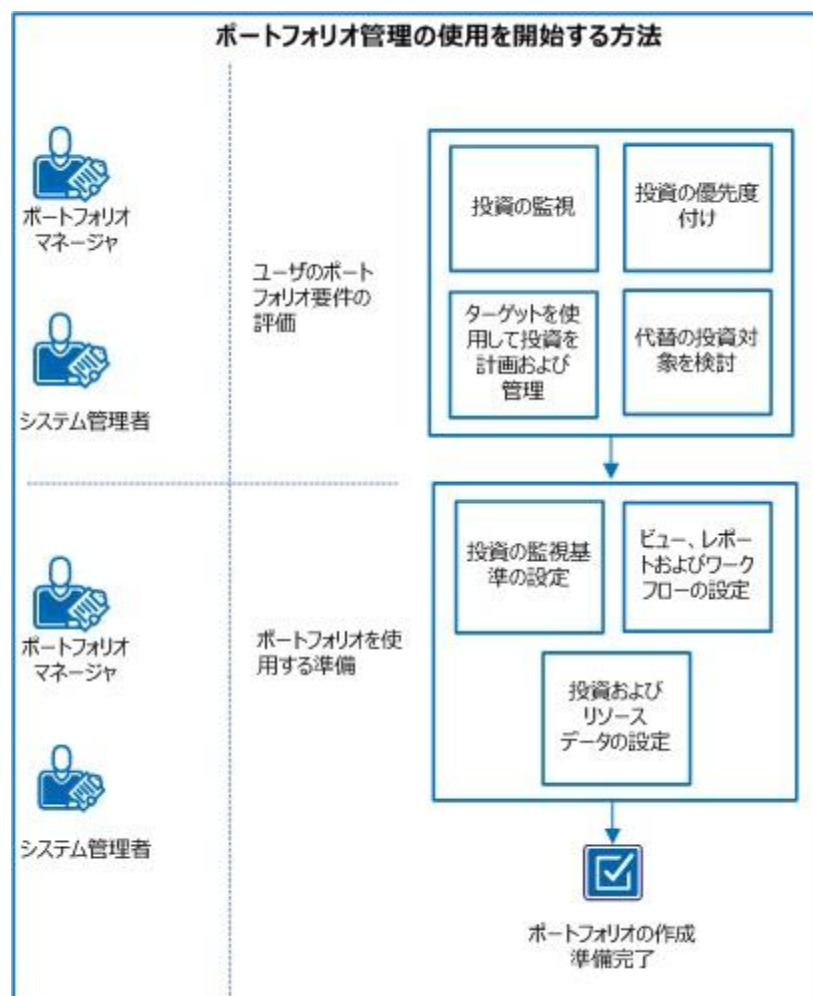 ポートフォリオ管理の使用を開始する方法
ポートフォリオ
マネージャ
システム管理者
ユーザのポート
フォリオ要件の
評価
投資の監視
投資の優先度
付け
ターゲットを使
用して投資を
計画および
管理
代替の投資対
象を検討
ポートフォリオ
マネージャ
システム管理者
ポートフォリオを使
用する準備
投資の監視基
準の設定
ビュー、レポー
トおよびワーク
フローの設定
投資および
リソース
データの設定
ポートフォリオの作成
準備完了